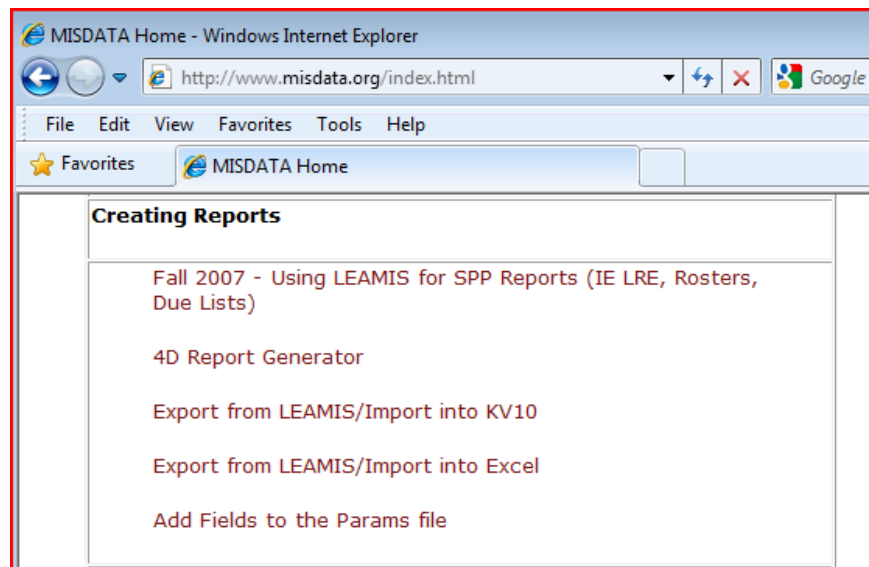 MISDATA Home - Windows Internet Explorer
http://www.misdata.org/index.html
Google
File Edit View Favorites Tools Help
Favorites
MISDATA Home
Creating Reports
Fall 2007 - Using LEAMIS for SPP Reports (IE LRE, Rosters,
Due Lists)
4D Report Generator
Export from LEAMIS/Import into KV10
Export from LEAMIS/Import into Excel
Add Fields to the Params file